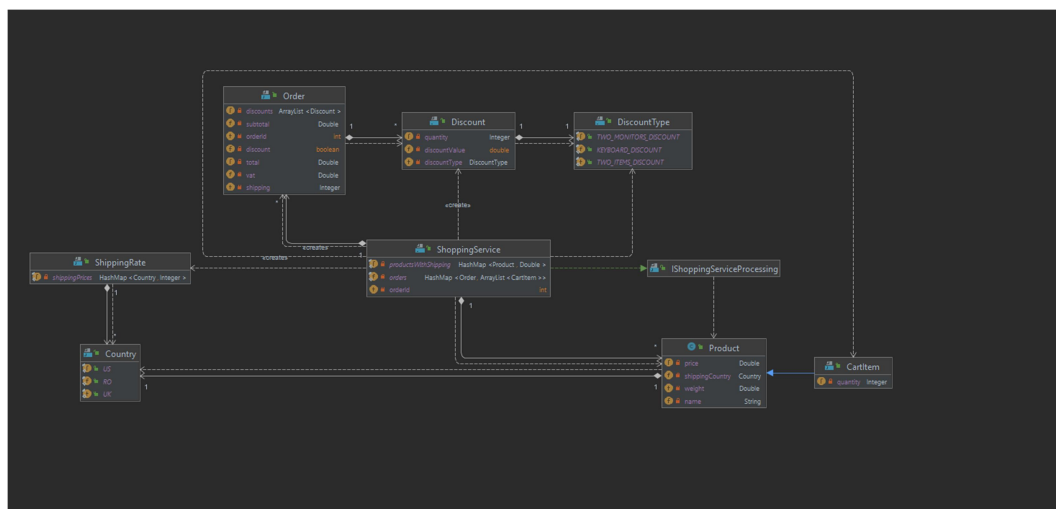 Order
discounts ArrayList <Discount >
subtotal Double
orderId int
discount boolean
total Double
vat Double
shipping Integer
1
*
Discount
quantity Integer
discountValue double
discountType DiscountType
1
1
DiscountType
TWO_MONITORS_DISCOUNT
KEYBOARD_DISCOUNT
TWO_ITEMS_DISCOUNT
*
«create»
«create»
1
«create»
ShoppingService
productsWithShipping HashMap <Product , Double >
orders HashMap <Order , ArrayList <CartItem >>
orderId int
1
IShoppingServiceProcessing
ShippingRate
shippingPrices HashMap <Country , Integer >
1
*
Country
US
RO
UK
1
*
1
Product
price Double
shippingCountry Country
weight Double
name String
CartItem
quantity Integer